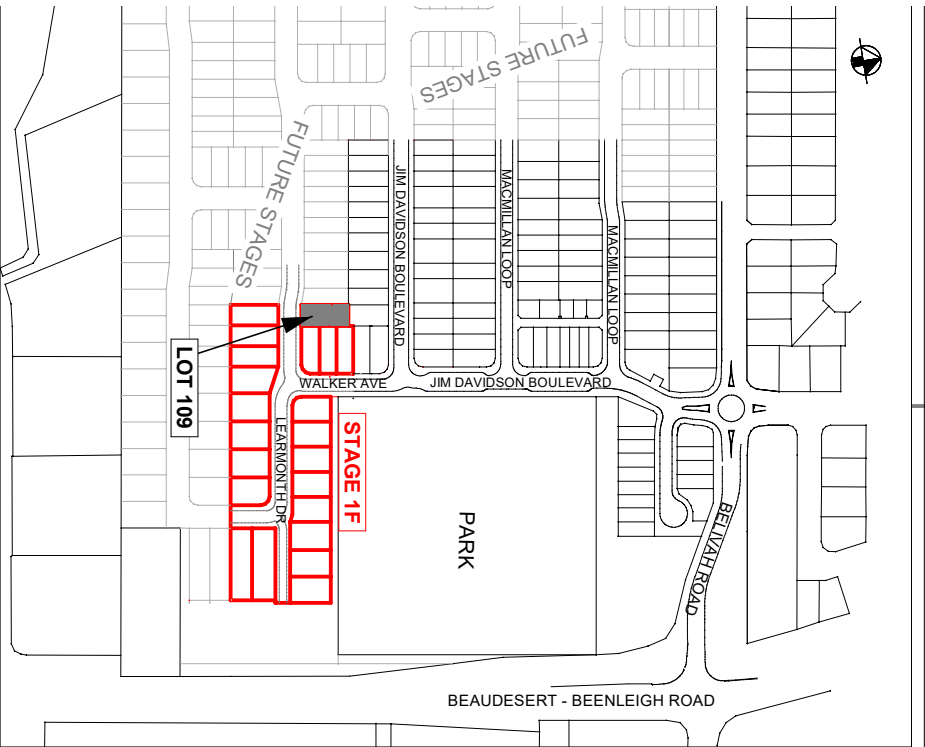 FUTURE STAGES
FUTURE STAGES
JIM DAVIDSON BOULEVARD
MACMILLAN LOOP
MACMILLAN LOOP
LOT 109
WALKER AVE
JIM DAVIDSON BOULEVARD
LEARMONTH DR
STAGE 1F
PARK
BELIVAH ROAD
BEAUDESERT - BEENLEIGH ROAD